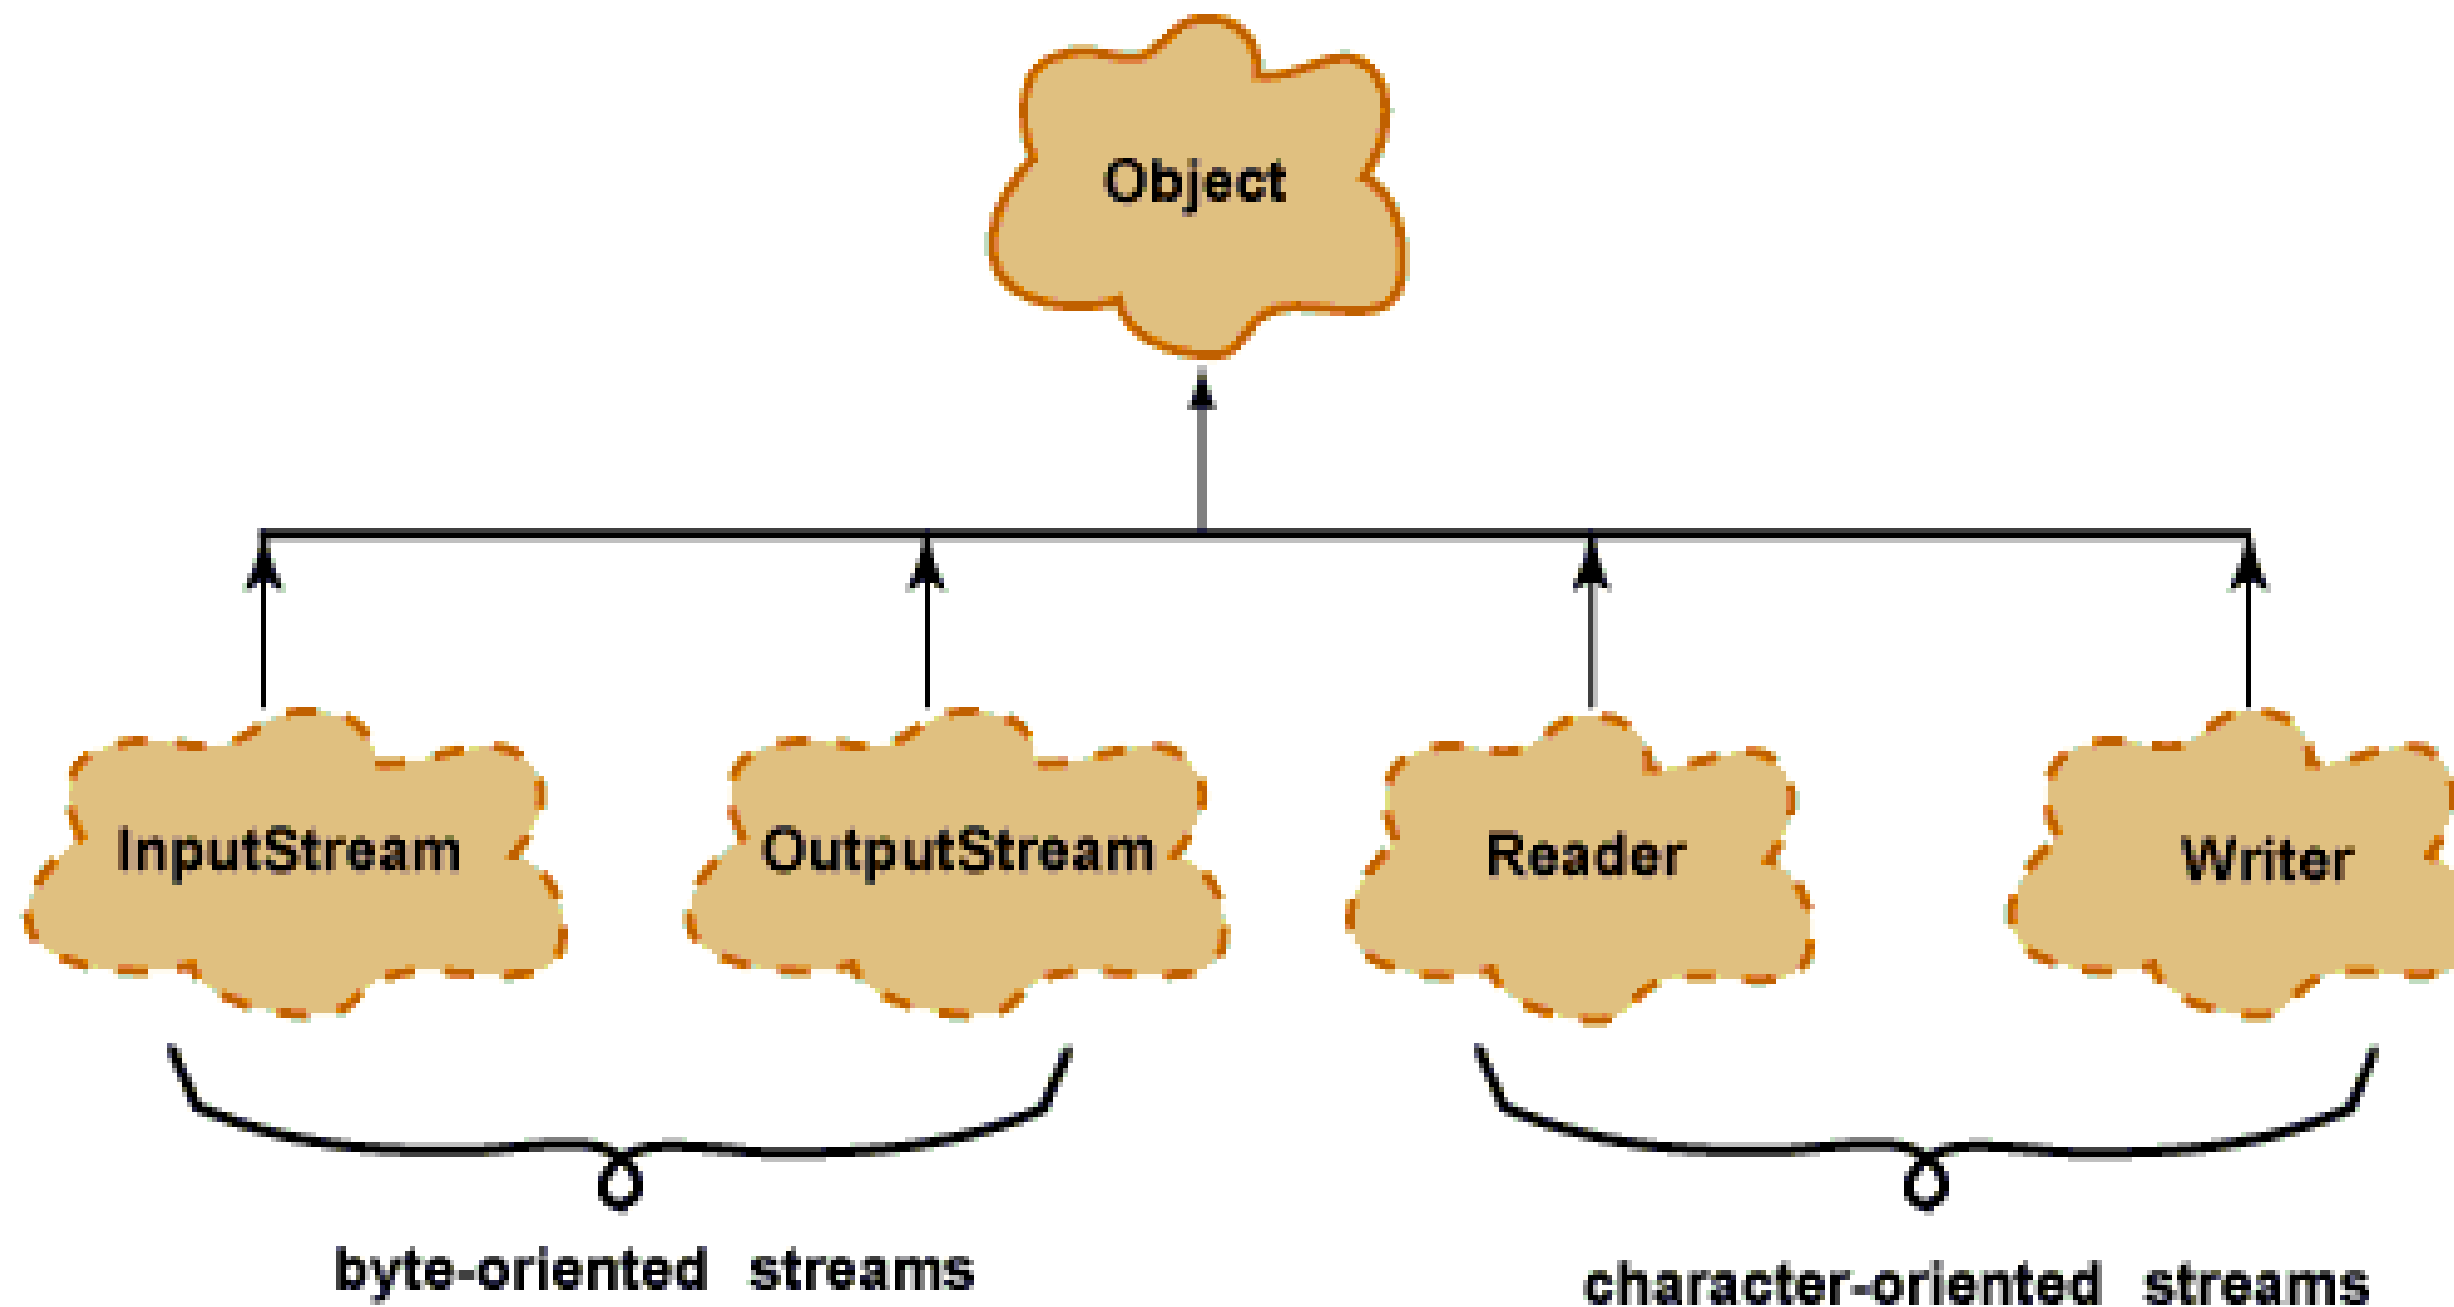 Object
InputStream
OutputStream
Reader
Writer
byte-oriented streams
character-oriented streams